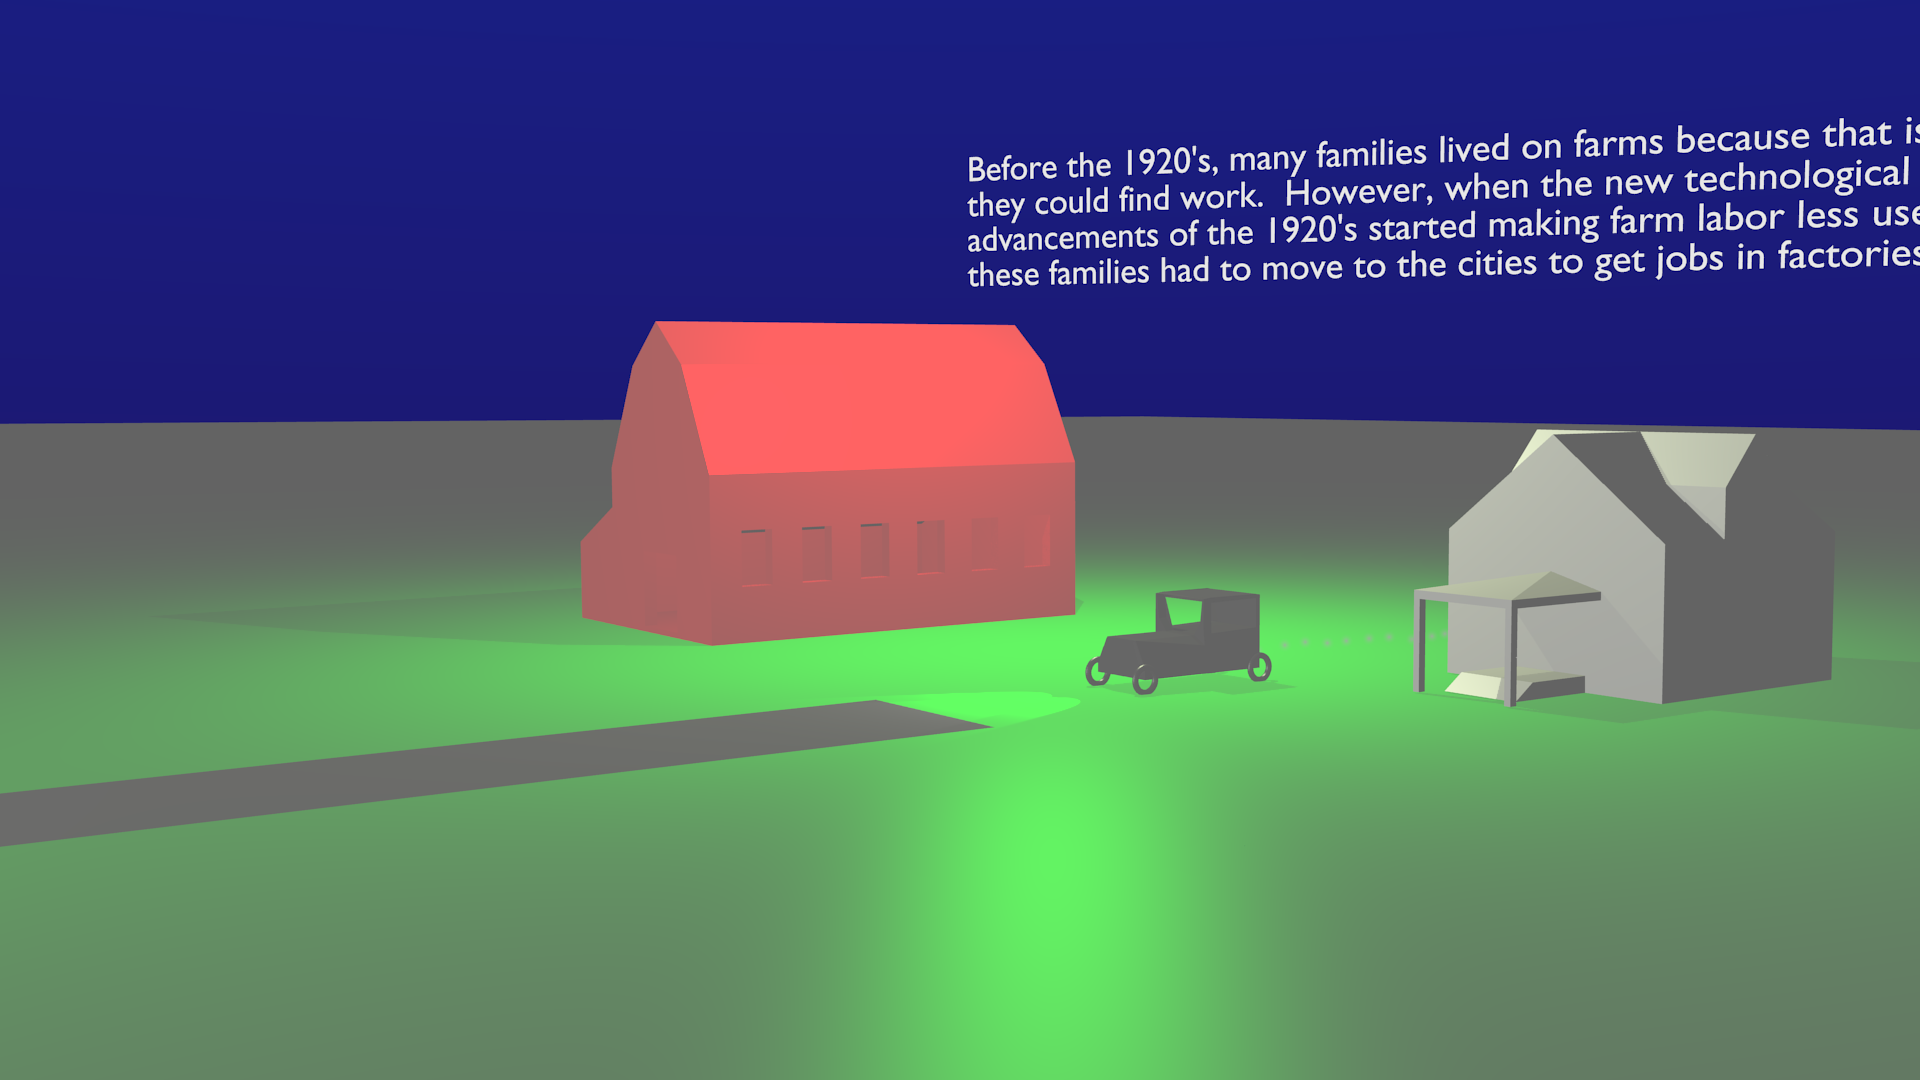 Before the 1920's, many families lived on farms because that
they could find work.  However, when the new technological
advancements of the 1920's started making farm labor less
these families had to move to the cities to get jobs in factories